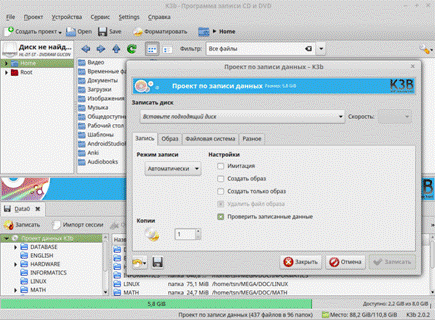 K3b - Программа записи CD и DVD
File Проект Устройства Сервис Settings Справка
Создать проект Open Save Форматировать Home
Диск не найд...
Фильтр: Все файлы
Home
Root
Видео
Временные фа
Документы
Загрузки
Изображения
Музыка
Общедоступн
Рабочий стол
Шаблоны
AndroidStudio
Anki
Audiobooks
Проект по записи данных - K3b
Проект по записи данных Размер: 5,8 GiB
K3B
Записать диск
Вставьте подходящий диск
Скорость:
Запись Образ Файловая система Разное
Режим записи
Автоматически
Настройки
Имитация
Создать образ
Создать только образ
Удалить файл образа
Проверить записанные данные
Копии
1
Закрыть Отмена Записать
Data0
Записать Импорт сессии
Проект данных K3B
DATABASE
ENGLISH
HARDWARE
INFORMATICS
LINUX
MATH
INFORMATICS
LINUX папка 75,1 MiB /home/tsn/MEGA/DOC/LINUX
MATH папка 24,7 MiB /home/tsn/MEGA/DOC/MATH
5,8 GiB
Доступно: 2,2 GiB из 8,0 GiB
Проект по записи данных (437 файлов в 96 папок)
Место: 88,2 GiB/110,8 GiB K3b 2.0.2